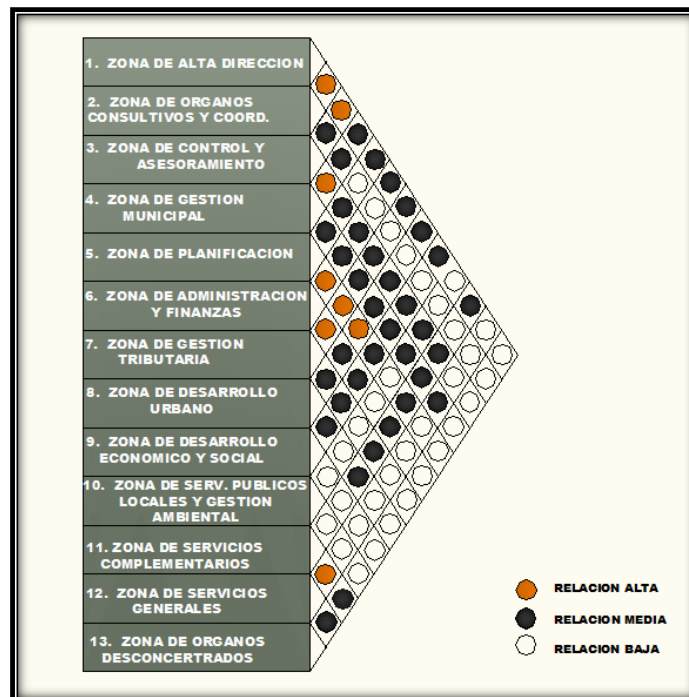 1. ZONA DE ALTA DIRECCION
2. ZONA DE ORGANOS
CONSULTIVOS Y COORD.
3. ZONA DE CONTROL Y
ASESORAMIENTO
4. ZONA DE GESTION
MUNICIPAL
5. ZONA DE PLANIFICACION
6. ZONA DE ADMINISTRACION
Y FINANZAS
7. ZONA DE GESTION
TRIBUTARIA
8. ZONA DE DESARROLLO
URBANO
9. ZONA DE DESARROLLO
ECONOMICO Y SOCIAL
10. ZONA DE SERV. PUBLICOS
LOCALES Y GESTION
AMBIENTAL
11. ZONA DE SERVICIOS
COMPLEMENTARIOS
12. ZONA DE SERVICIOS
GENERALES
13. ZONA DE ORGANOS
DESCONCERTRADOS
RELACION ALTA
RELACION MEDIA
RELACION BAJA